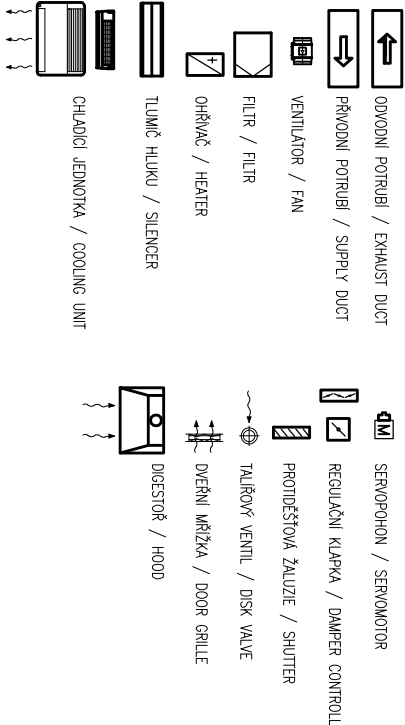 ODVODNÍ POTRUBÍ / EXHAUST DUCT
PŘÍVODNÍ POTRUBÍ / SUPPLY DUCT
VENTILÁTOR / FAN
FILTR / FILTR
OHŘÍVAČ / HEATER
TLUMIČ HLUKU / SILENCER
CHLADÍCÍ JEDNOTKA / COOLING UNIT
M
SERVOPOHON / SERVOMOTOR
REGULAČNÍ KLAPKA / DAMPER CONTROLL
PROTIDĚŠŤOVÁ ŽALUZIE / SHUTTER
TALÍŘOVÝ VENTIL / DISK VALVE
DVEŘNÍ MŘÍŽKA / DOOR GRILLE
DIGESTOŘ / HOOD